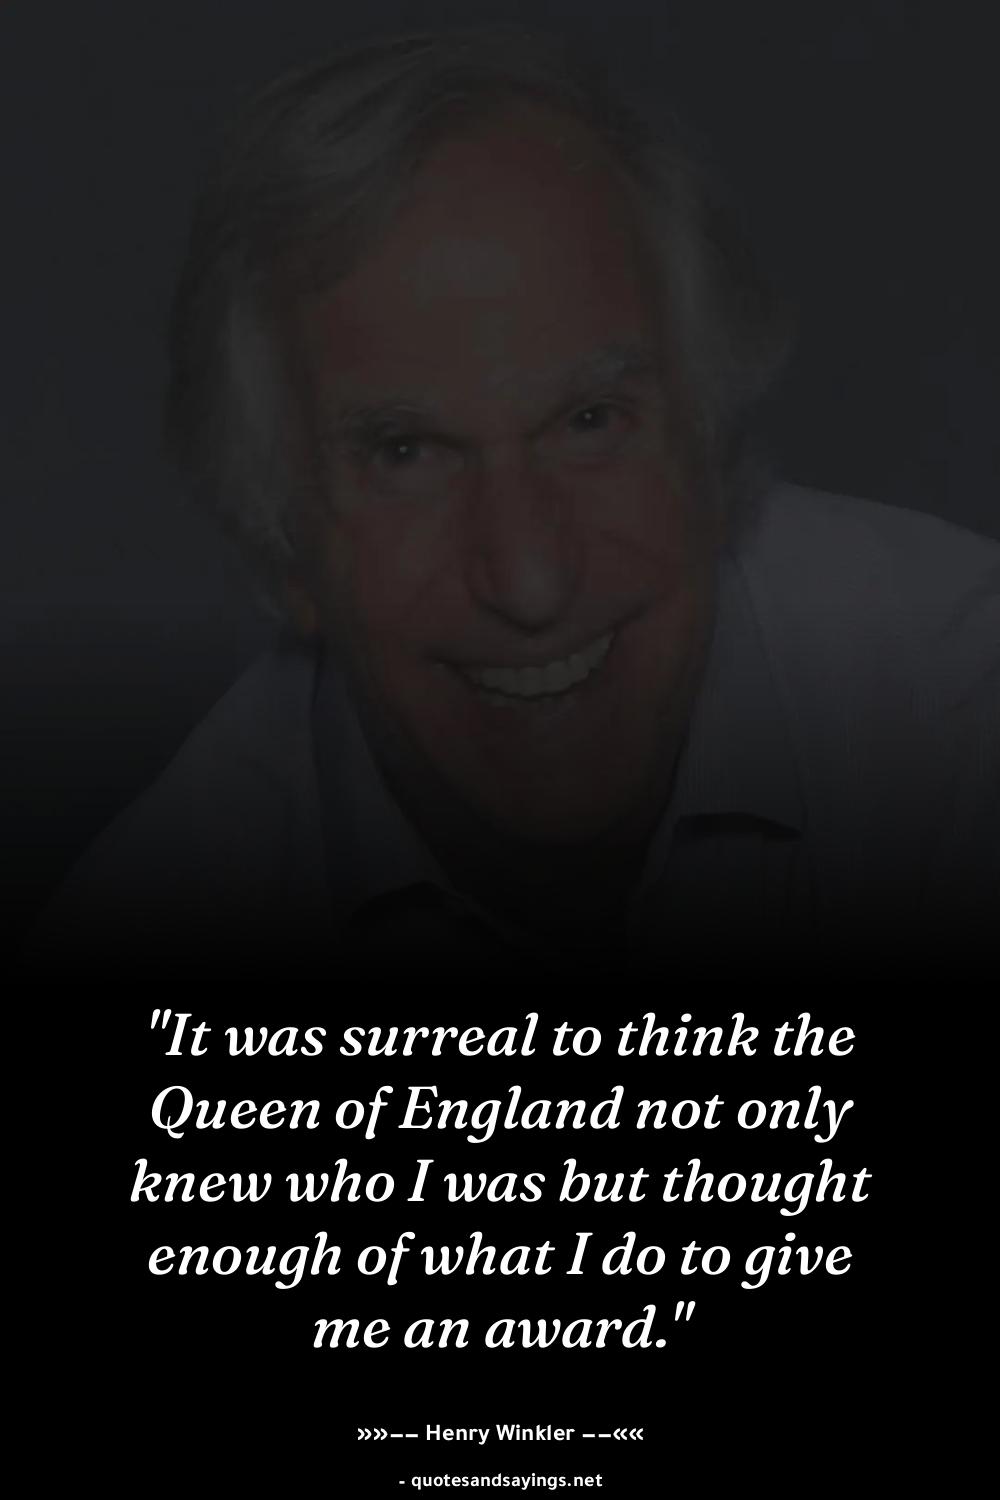 "It was surreal to think the
Queen of England not only
knew who I was but thought
enough of what I do to give
me an award."
»»−− Henry Winkler −−««
- quotesandsayings.net